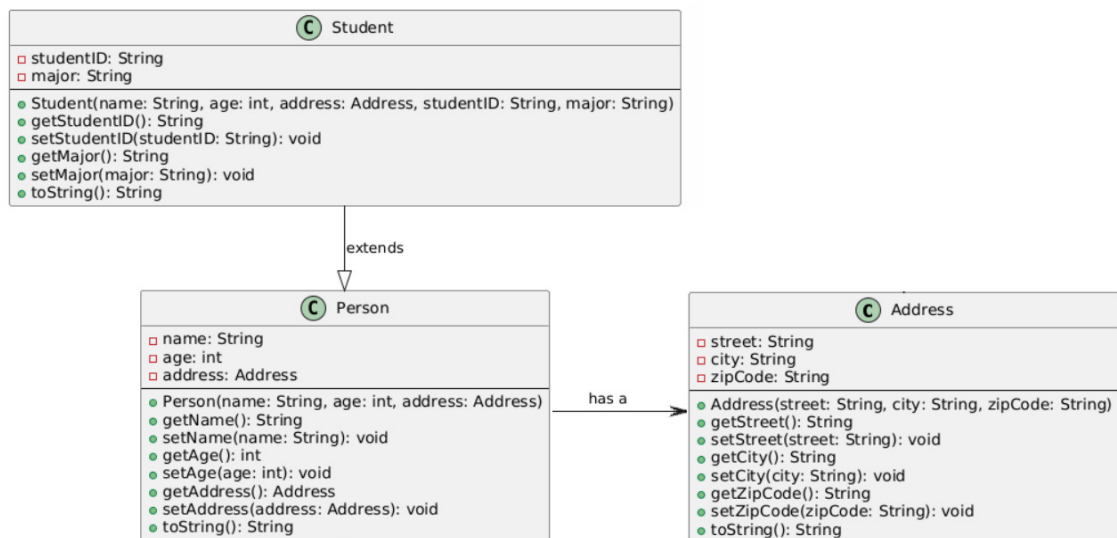 C Student
studentID: String
major: String
Student(name: String, age: int, address: Address, studentID: String, major: String)
getStudentID(): String
setStudentID(studentID: String): void
getMajor(): String
setMajor(major: String): void
toString(): String
extends
C Person
name: String
age: int
address: Address
Person(name: String, age: int, address: Address)
getName(): String
setName(name: String): void
getAge(): int
setAge(age: int): void
getAddress(): Address
setAddress(address: Address): void
toString(): String
has a
C Address
street: String
city: String
zipCode: String
Address(street: String, city: String, zipCode: String)
getStreet(): String
setStreet(street: String): void
getCity(): String
setCity(city: String): void
getZipCode(): String
setZipCode(zipCode: String): void
toString(): String